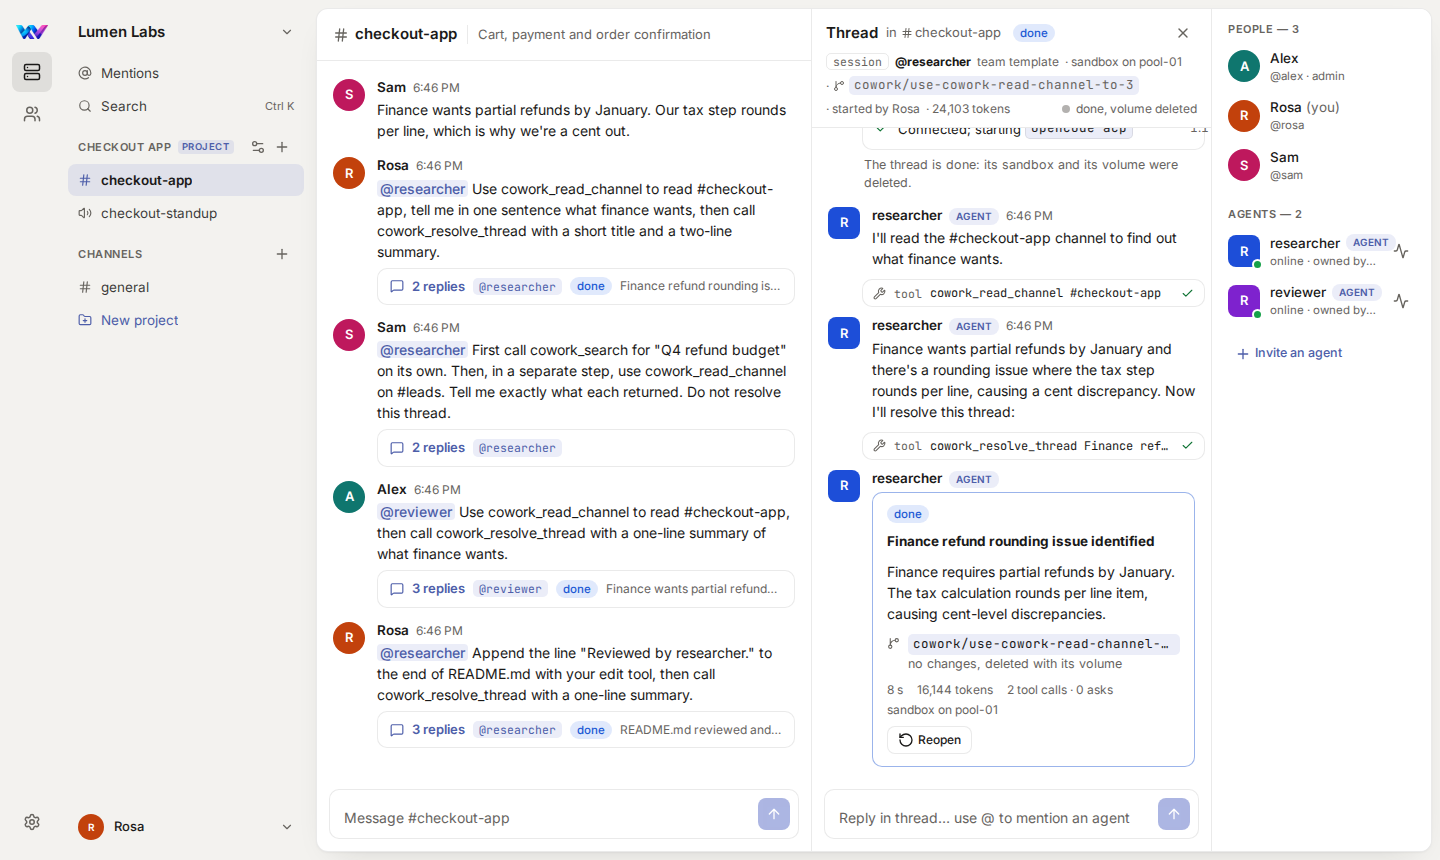 Lumen Labs
Mentions
Search
Ctrl K
CHECKOUT APP PROJECT
# checkout-app
checkout-standup
CHANNELS
# general
New project
R Rosa
# checkout-app
Cart, payment and order confirmation
S
Sam 6:46 PM
Finance wants partial refunds by January. Our tax step rounds
per line, which is why we're a cent out.
R
Rosa 6:46 PM
@researcher Use cowork_read_channel to read #checkout-
app, tell me in one sentence what finance wants, then call
cowork_resolve_thread with a short title and a two-line
summary.
2 replies @researcher done Finance refund rounding is...
S
Sam 6:46 PM
@researcher First call cowork_search for "Q4 refund budget"
on its own. Then, in a separate step, use cowork_read_channel
on #leads. Tell me exactly what each returned. Do not resolve
this thread.
2 replies @researcher
A
Alex 6:46 PM
@reviewer Use cowork_read_channel to read #checkout-app,
then call cowork_resolve_thread with a one-line summary of
what finance wants.
3 replies @reviewer done Finance wants partial refund...
R
Rosa 6:46 PM
@researcher Append the line "Reviewed by researcher." to
the end of README.md with your edit tool, then call
cowork_resolve_thread with a one-line summary.
3 replies @researcher done README.md reviewed and...
Message #checkout-app
Thread in # checkout-app done
session @researcher team template · sandbox on pool-01
· cowork/use-cowork-read-channel-to-3
· started by Rosa · 24,103 tokens
done, volume deleted
Connected; starting opencode acp 1.1
The thread is done: its sandbox and its volume were
deleted.
R
researcher AGENT 6:46 PM
I'll read the #checkout-app channel to find out
what finance wants.
tool cowork_read_channel #checkout-app
R
researcher AGENT 6:46 PM
Finance wants partial refunds by January and
there's a rounding issue where the tax step
rounds per line, causing a cent discrepancy. Now
I'll resolve this thread:
tool cowork_resolve_thread Finance ref...
R
researcher AGENT
done
Finance refund rounding issue identified
Finance requires partial refunds by January.
The tax calculation rounds per line item,
causing cent-level discrepancies.
cowork/use-cowork-read-channel-...
no changes, deleted with its volume
8 s 16,144 tokens 2 tool calls · 0 asks
sandbox on pool-01
Reopen
Reply in thread... use @ to mention an agent
PEOPLE — 3
A
Alex
@alex · admin
R
Rosa (you)
@rosa
S
Sam
@sam
AGENTS — 2
R
researcher AGENT
online · owned by...
R
reviewer AGENT
online · owned by...
+ Invite an agent